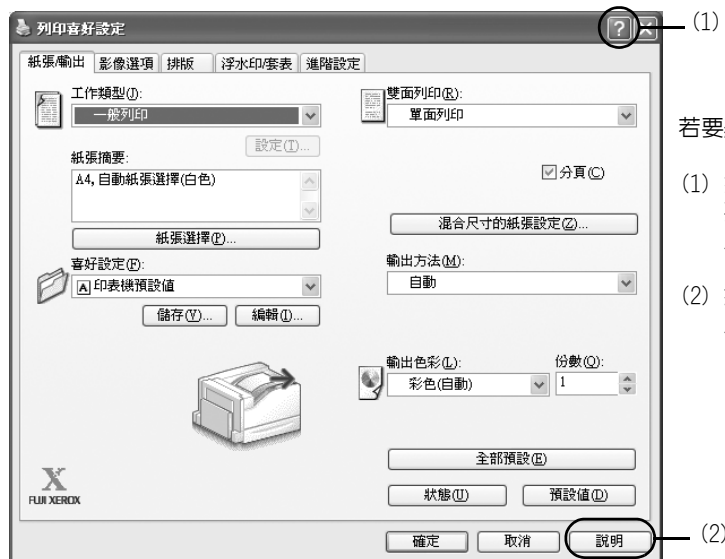 列印喜好設定
?
(1)
紙張/輸出 影像選項 排版 浮水印/套表 進階設定
工作類型(J):
一般列印
設定(T)...
紙張摘要:
A4, 自動紙張選擇(白色)
紙張選擇(P)...
喜好設定(F):
A 印表機預設值
儲存(V)... 編輯(I)...
X
FUJI XEROX
雙面列印(R):
單面列印
分頁(C)
混合尺寸的紙張設定(Z)...
輸出方法(M):
自動
輸出色彩(L):
彩色(自動)
份數(O):
1
全部預設(E)
狀態(U) 預設值(D)
確定 取消 說明
若要
(1)
(2)
(2)